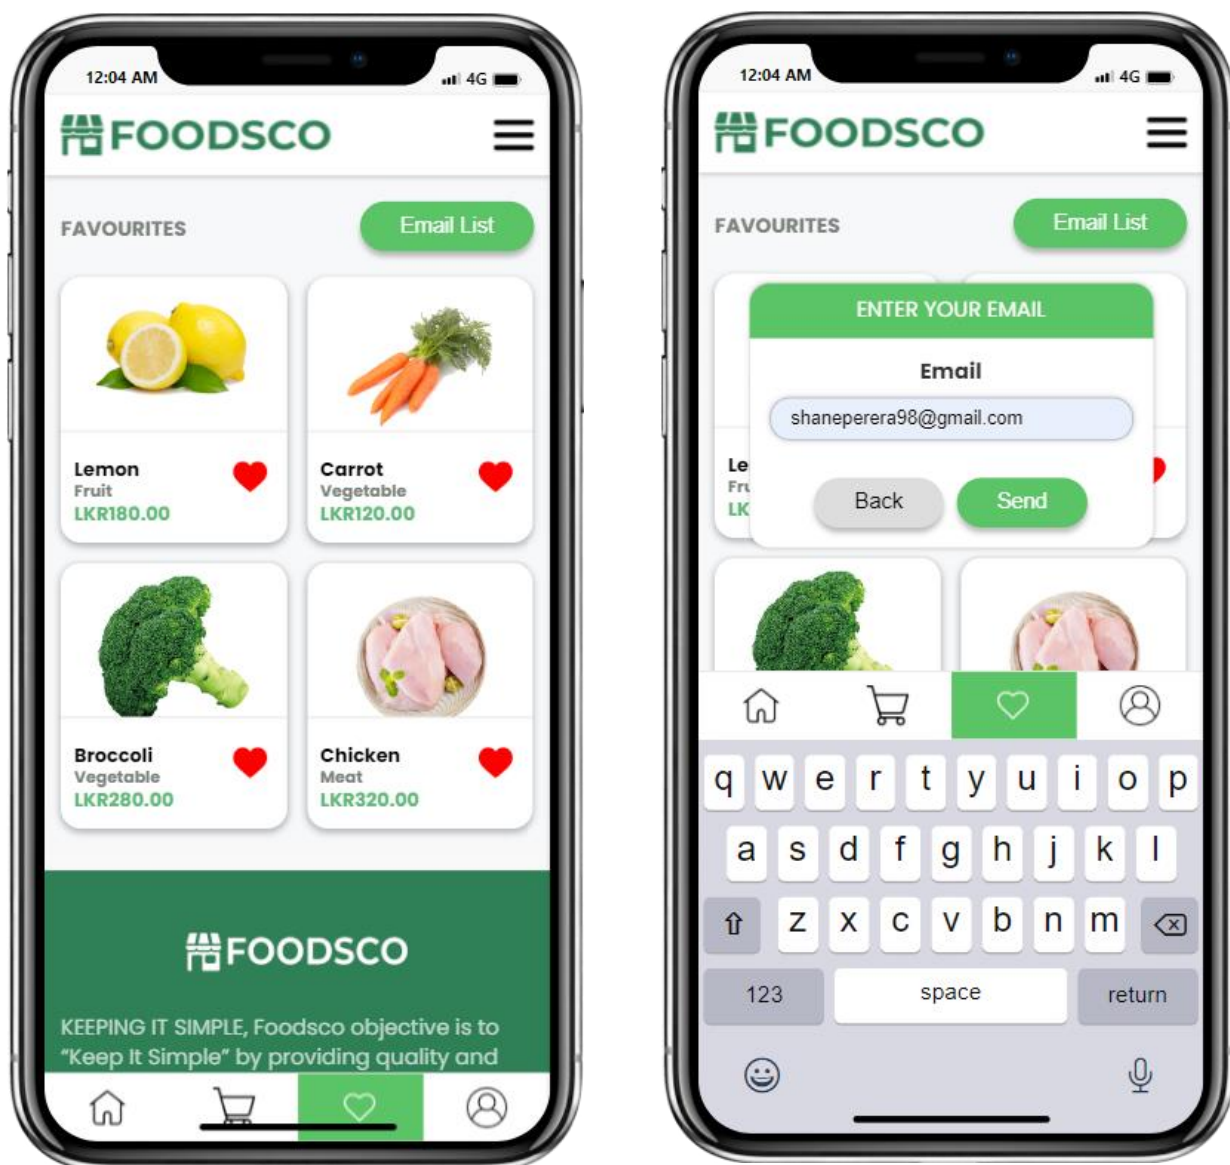 12:04 AM
4G
FOODSCO
FAVOURITES
Email List
Lemon
Fruit
LKR180.00
Carrot
Vegetable
LKR120.00
Broccoli
Vegetable
LKR280.00
Chicken
Meat
LKR320.00
FOODSCO
KEEPING IT SIMPLE, Foodsco objective is to
“Keep It Simple” by providing quality and
12:04 AM
4G
FOODSCO
FAVOURITES
Email List
ENTER YOUR EMAIL
Email
shaneperera98@gmail.com
Back
Send
Le
Fru
LK
q w e r t y u i o p
a s d f g h j k l
z x c v b n m
123
space
return